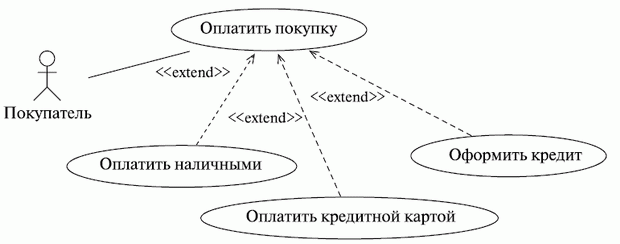 Оплатить покупку
<<extend>>
Покупатель
<<extend>>
<<extend>>
Оплатить наличными
Оформить кредит
Оплатить кредитной картой